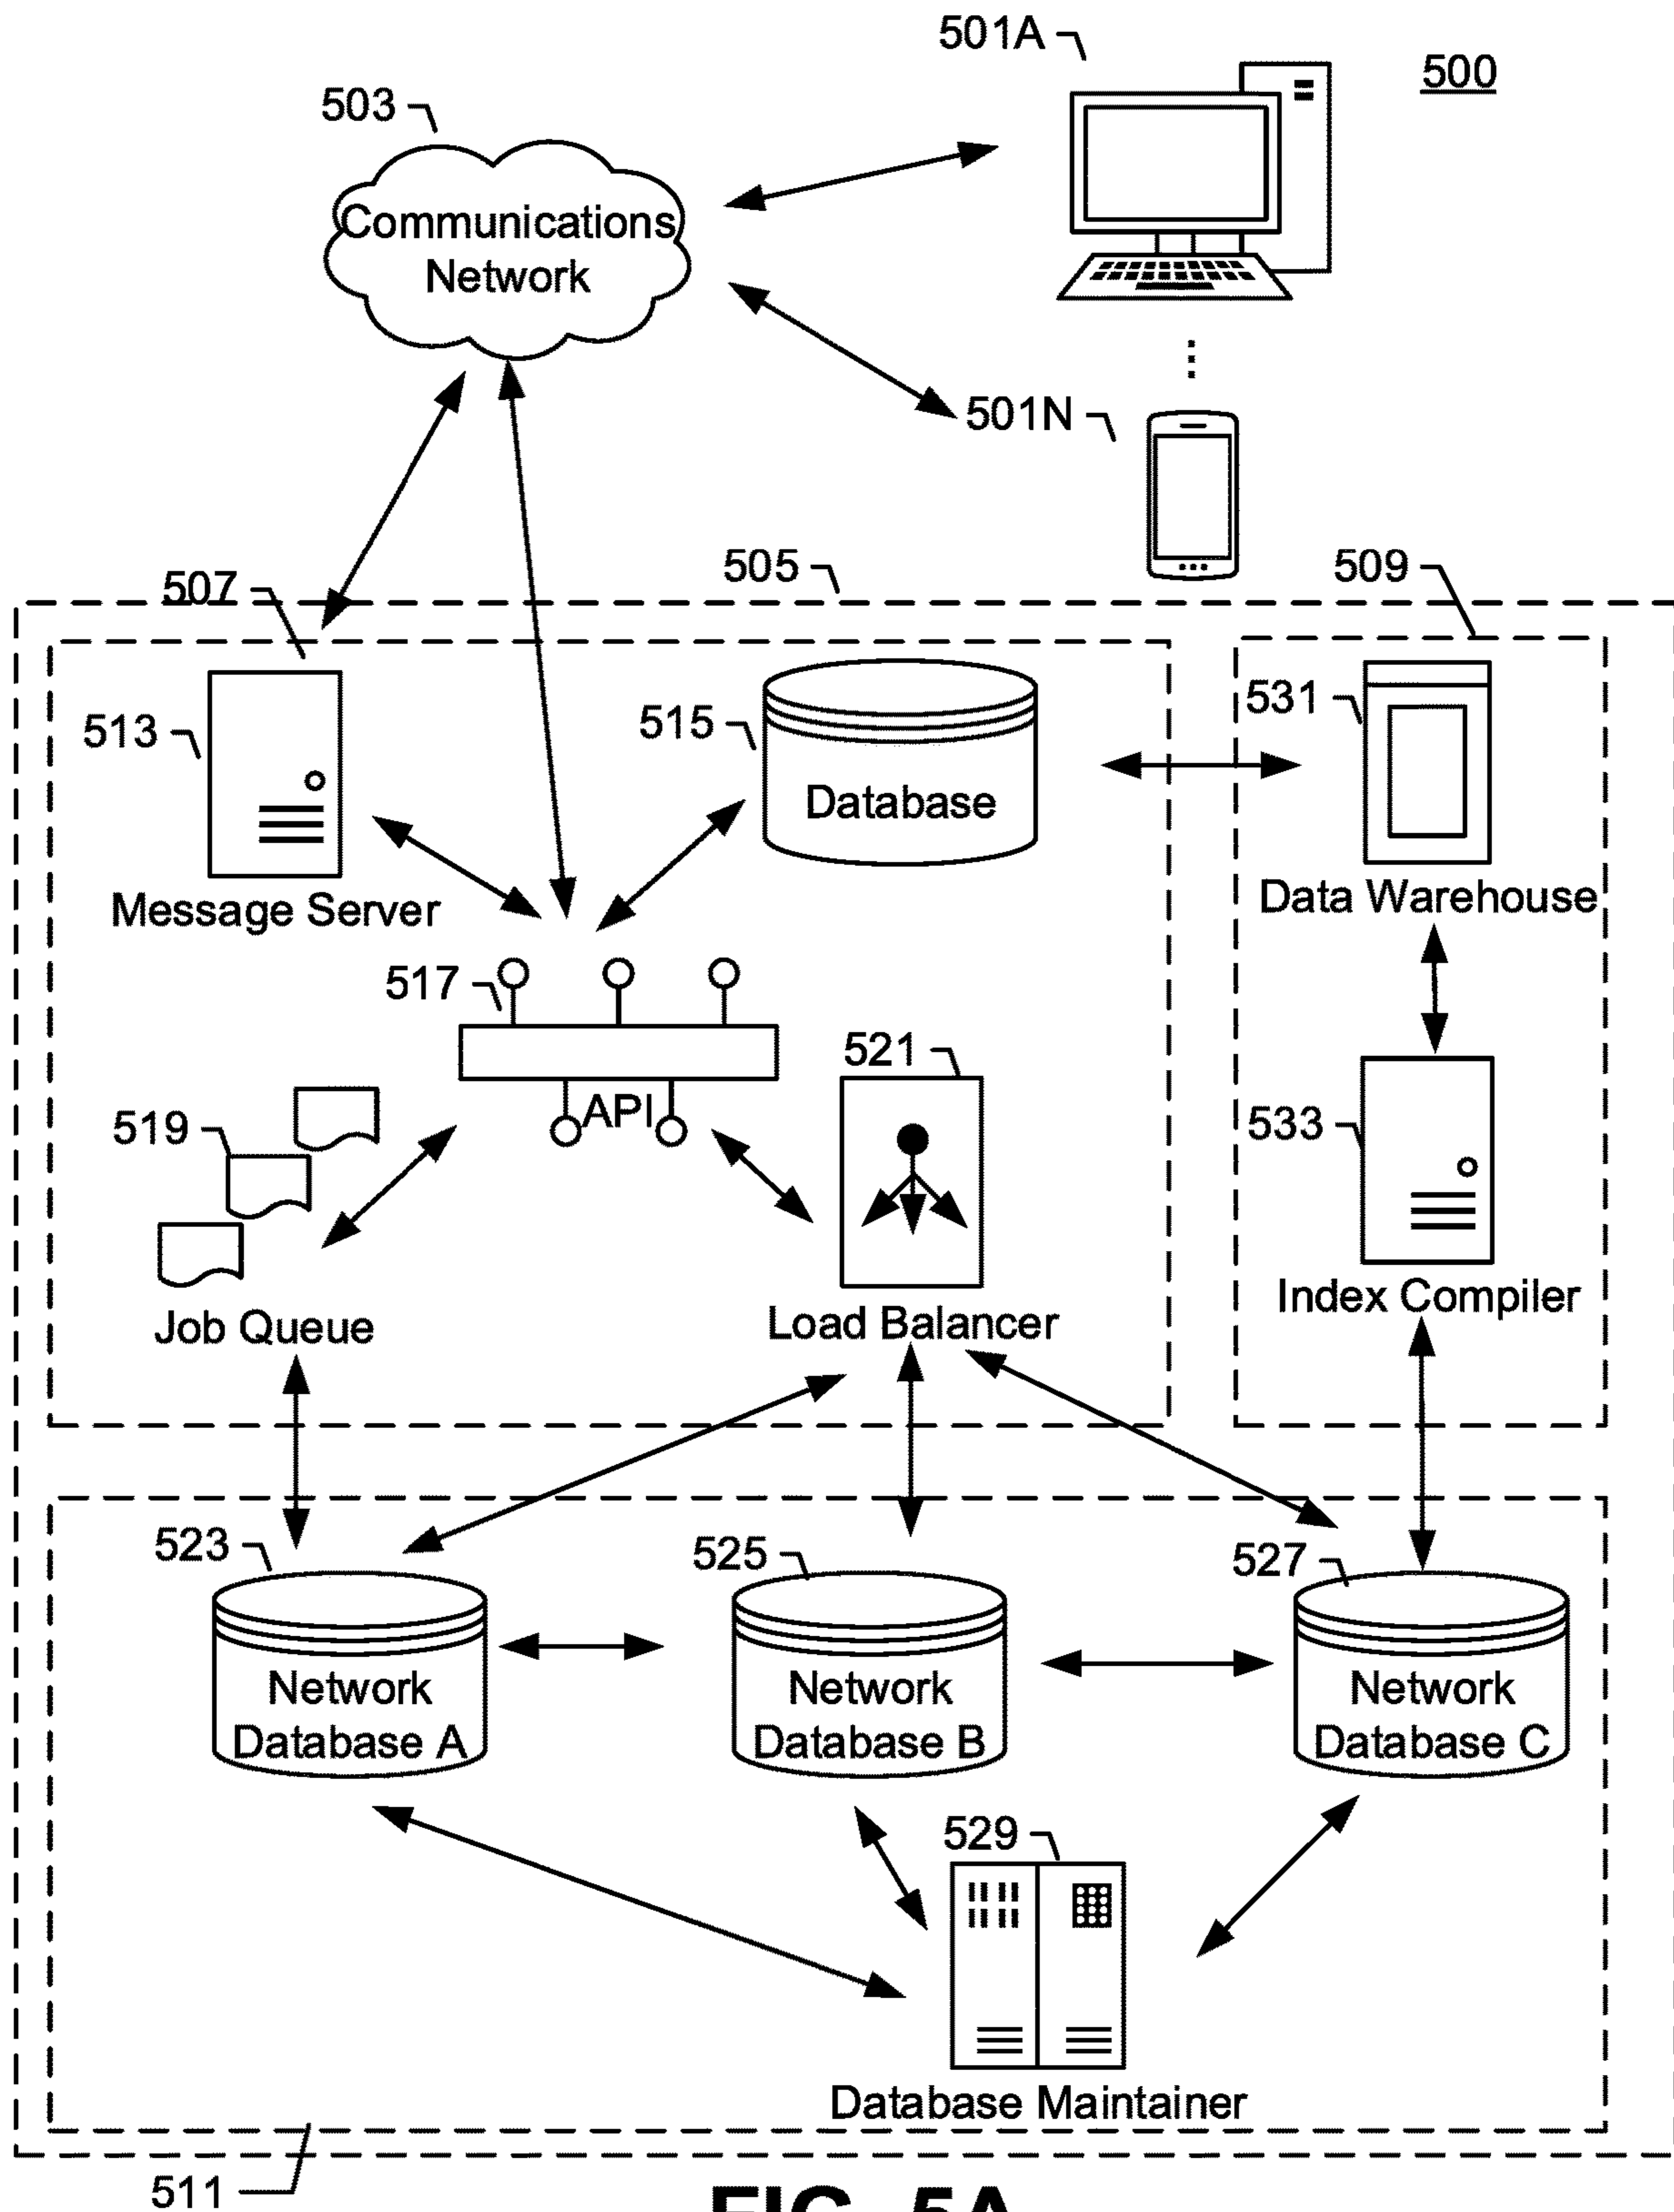 501A
500
503
Communications
Network
501N
507
505
509
513
515
531
Database
Message Server
Data Warehouse
517
521
API
519
533
Job Queue
Load Balancer
Index Compiler
523
525
527
Network
Database A
Network
Database B
Network
Database C
529
Database Maintainer
511
FIG. 5A